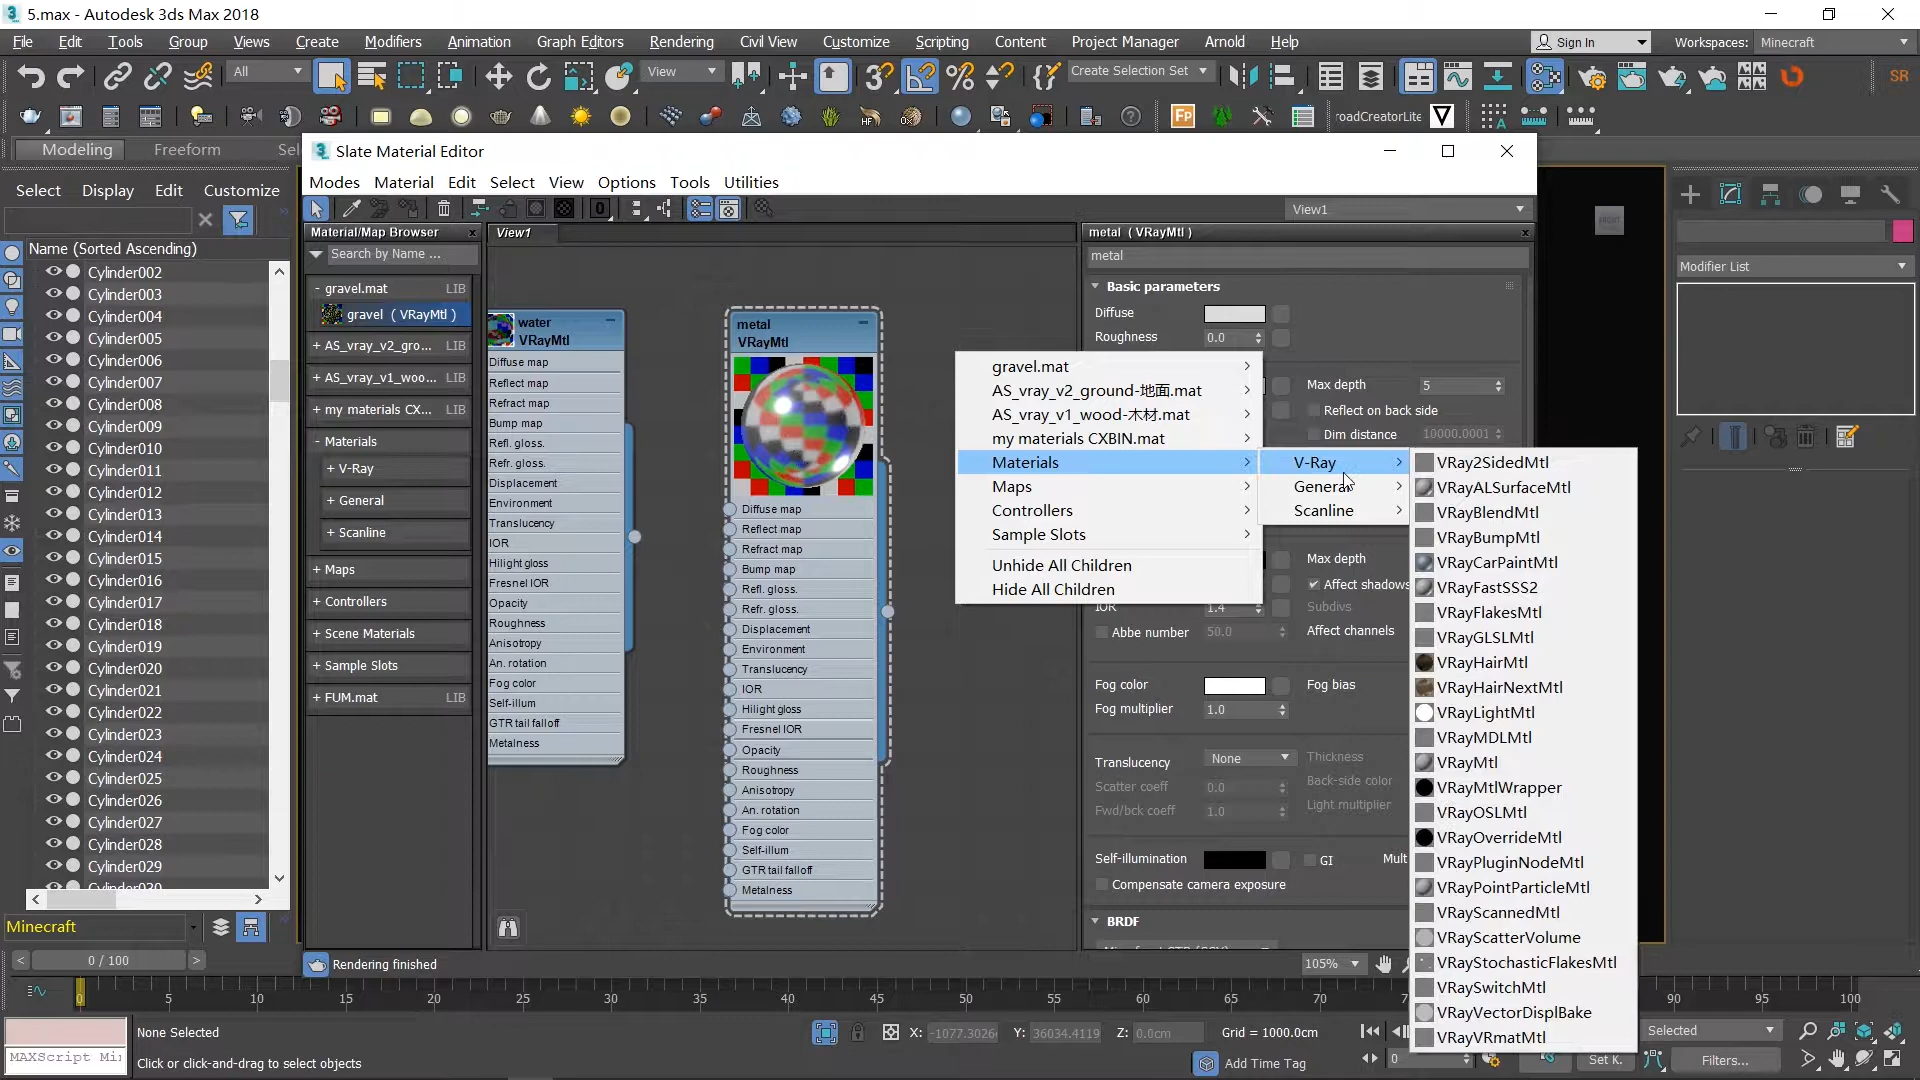 5.max - Autodesk 3ds Max 2018
File Edit Tools Group Views Create Modifiers Animation Graph Editors Rendering Civil View Customize Scripting Content Project Manager Arnold Help Sign In Workspaces: Minecraft
All View Create Selection Set SR
HF Fp roadCreatorLite
Modeling Freeform Sel
Slate Material Editor
Select Display Edit Customize
Modes Material Edit Select View Options Tools Utilities
View1
Material/Map Browser
View1
metal ( VRayMtl )
Search by Name ...
metal
Name (Sorted Ascending)
Cylinder002
Cylinder003
Cylinder004
Cylinder005
Cylinder006
Cylinder007
Cylinder008
Cylinder009
Cylinder010
Cylinder011
Cylinder012
Cylinder013
Cylinder014
Cylinder015
Cylinder016
Cylinder017
Cylinder018
Cylinder019
Cylinder020
Cylinder021
Cylinder022
Cylinder023
Cylinder024
Cylinder025
Cylinder026
Cylinder027
Cylinder028
Cylinder029
Minecraft
- gravel.mat LIB
gravel ( VRayMtl )
+ AS_vray_v2_gro... LIB
+ AS_vray_v1_woo... LIB
+ my materials CX... LIB
- Materials
+ V-Ray
+ General
+ Scanline
+ Maps
+ Controllers
+ Scene Materials
+ Sample Slots
+ FUM.mat LIB
water
VRayMtl
Diffuse map
Reflect map
Refract map
Bump map
Refl. gloss.
Refr. gloss.
Displacement
Environment
Translucency
IOR
Hilight gloss
Fresnel IOR
Opacity
Roughness
Anisotropy
An. rotation
Fog color
Self-illum
GTR tail falloff
Metalness
metal
VRayMtl
Diffuse map
Reflect map
Refract map
Bump map
Refl. gloss.
Refr. gloss.
Displacement
Environment
Translucency
IOR
Hilight gloss
Fresnel IOR
Opacity
Roughness
Anisotropy
An. rotation
Fog color
Self-illum
GTR tail falloff
Metalness
gravel.mat
AS_vray_v2_ground-地面.mat
AS_vray_v1_wood-木材.mat
my materials CXBIN.mat
Materials
Maps
Controllers
Sample Slots
Unhide All Children
Hide All Children
V-Ray
General
Scanline
VRay2SidedMtl
VRayALSurfaceMtl
VRayBlendMtl
VRayBumpMtl
VRayCarPaintMtl
VRayFastSSS2
VRayFlakesMtl
VRayGLSLMtl
VRayHairMtl
VRayHairNextMtl
VRayLightMtl
VRayMDLMtl
VRayMtl
VRayMtlWrapper
VRayOSLMtl
VRayOverrideMtl
VRayPluginNodeMtl
VRayPointParticleMtl
VRayScannedMtl
VRayScatterVolume
VRayStochasticFlakesMtl
VRaySwitchMtl
VRayVectorDisplBake
VRayVRmatMtl
Basic parameters
Diffuse
Roughness 0.0
Max depth 5
Reflect on back side
Dim distance 10000.0001
Max depth
Affect shadows
IOR 1.4 Subdivs
Abbe number 50.0 Affect channels
Fog color Fog bias
Fog multiplier 1.0
Translucency None Thickness
Scatter coeff 0.0 Back-side color
Fwd/bck coeff 1.0 Light multiplier
Self-illumination GI Mult
Compensate camera exposure
BRDF
Modifier List
Rendering finished
105%
< 0 / 100 >
0 5 10 15 20 25 30 35 40 45 50 55 60 65 70 90 95 100
None Selected
X: -1077.3026 Y: 36034.4119 Z: 0.0cm Grid = 1000.0cm
Selected
MAXScript Mi
Click or click-and-drag to select objects
Add Time Tag
0 Set K. Filters...